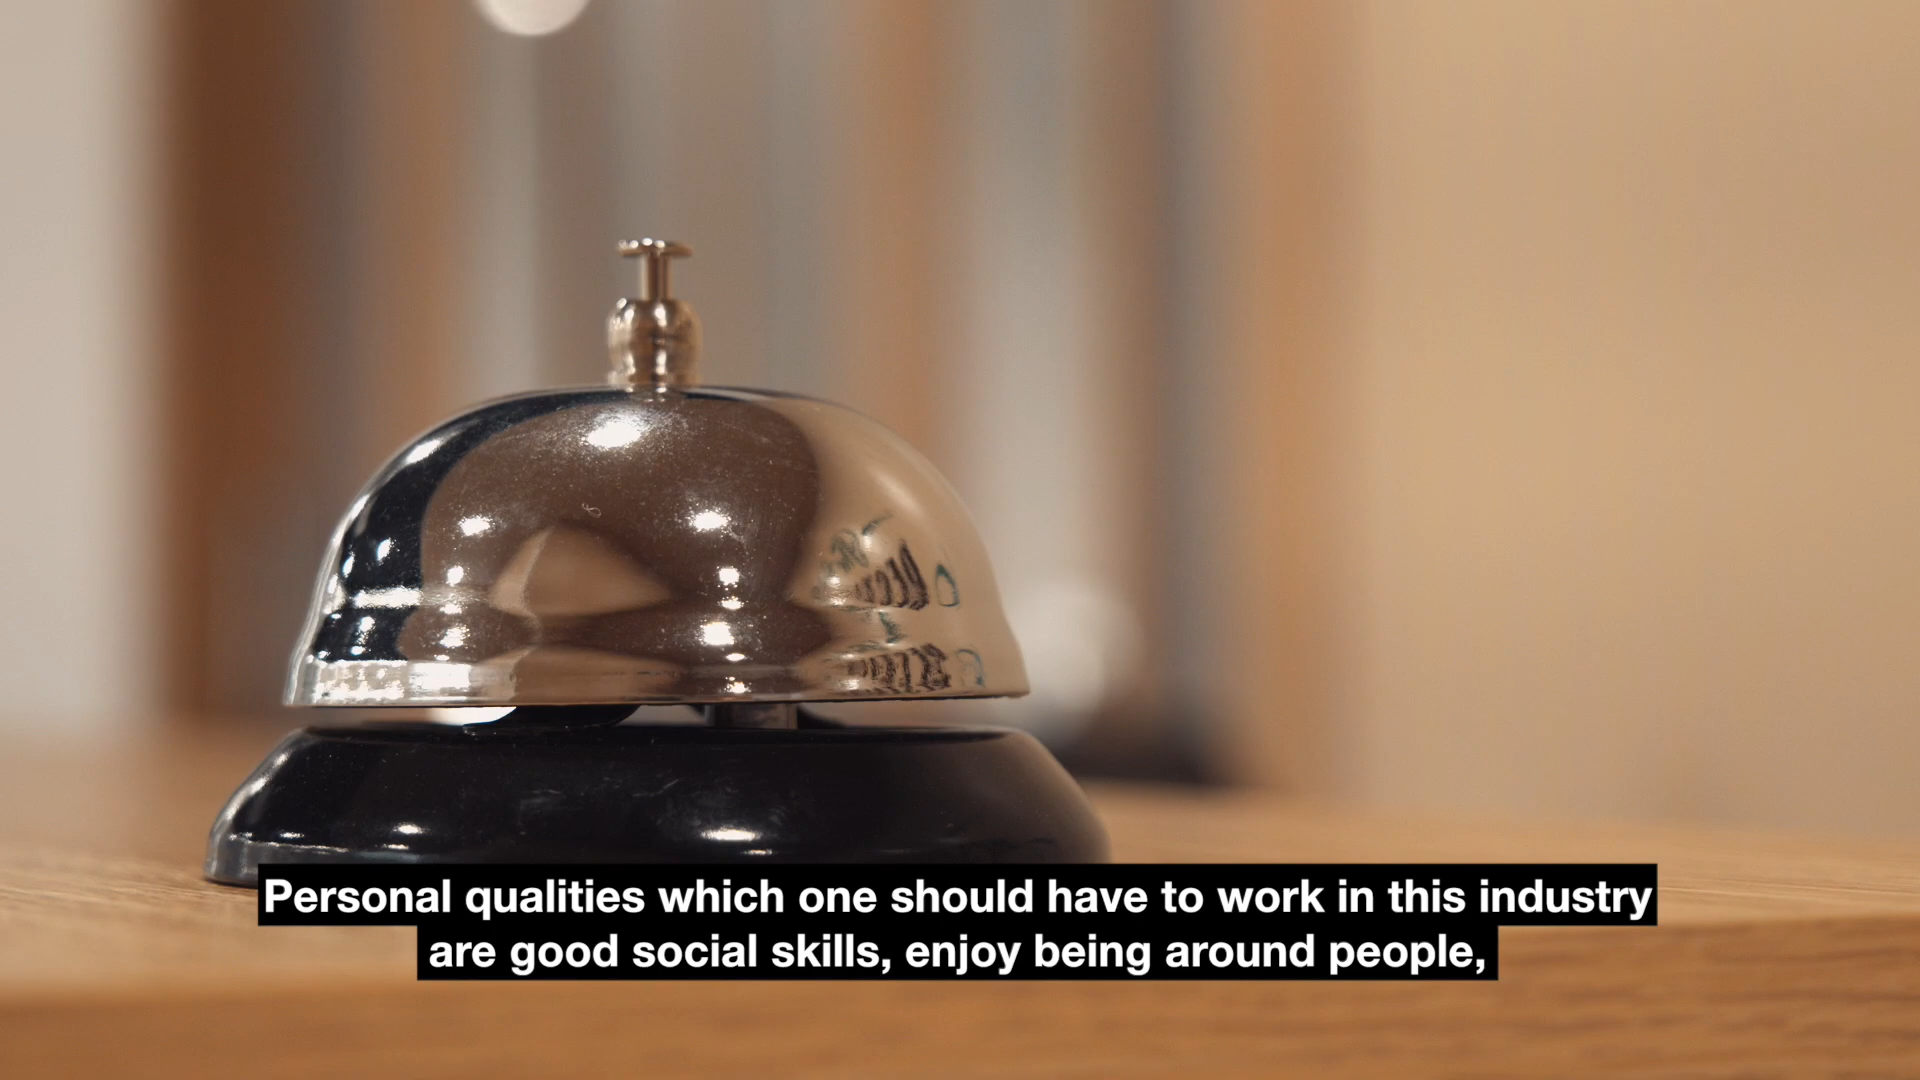 Personal qualities which one should have to work in this industry
are good social skills, enjoy being around people,